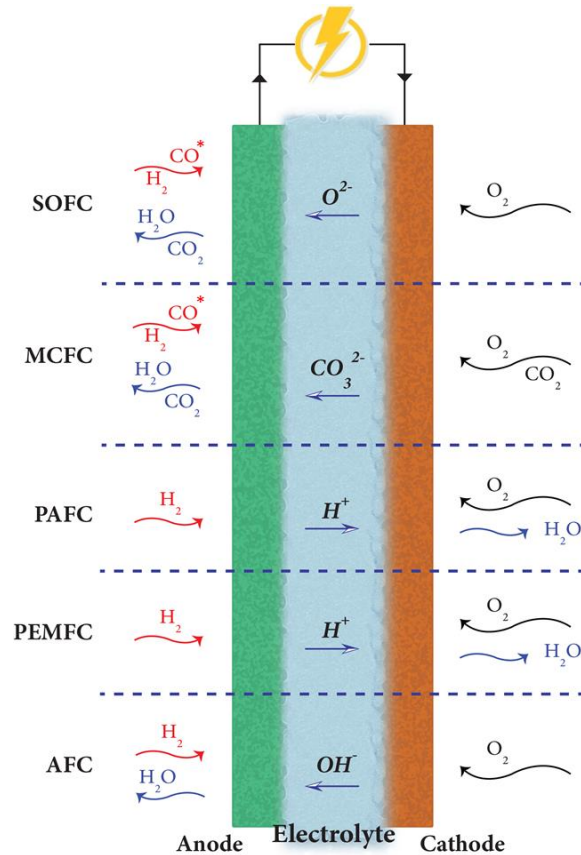 SOFC
CO*
H₂
H₂O
CO₂
O²⁻
O₂
MCFC
CO*
H₂
H₂O
CO₂
CO₃²⁻
O₂
CO₂
PAFC
H₂
H⁺
O₂
H₂O
PEMFC
H₂
H⁺
O₂
H₂O
AFC
H₂
H₂O
OH⁻
O₂
Anode Electrolyte Cathode